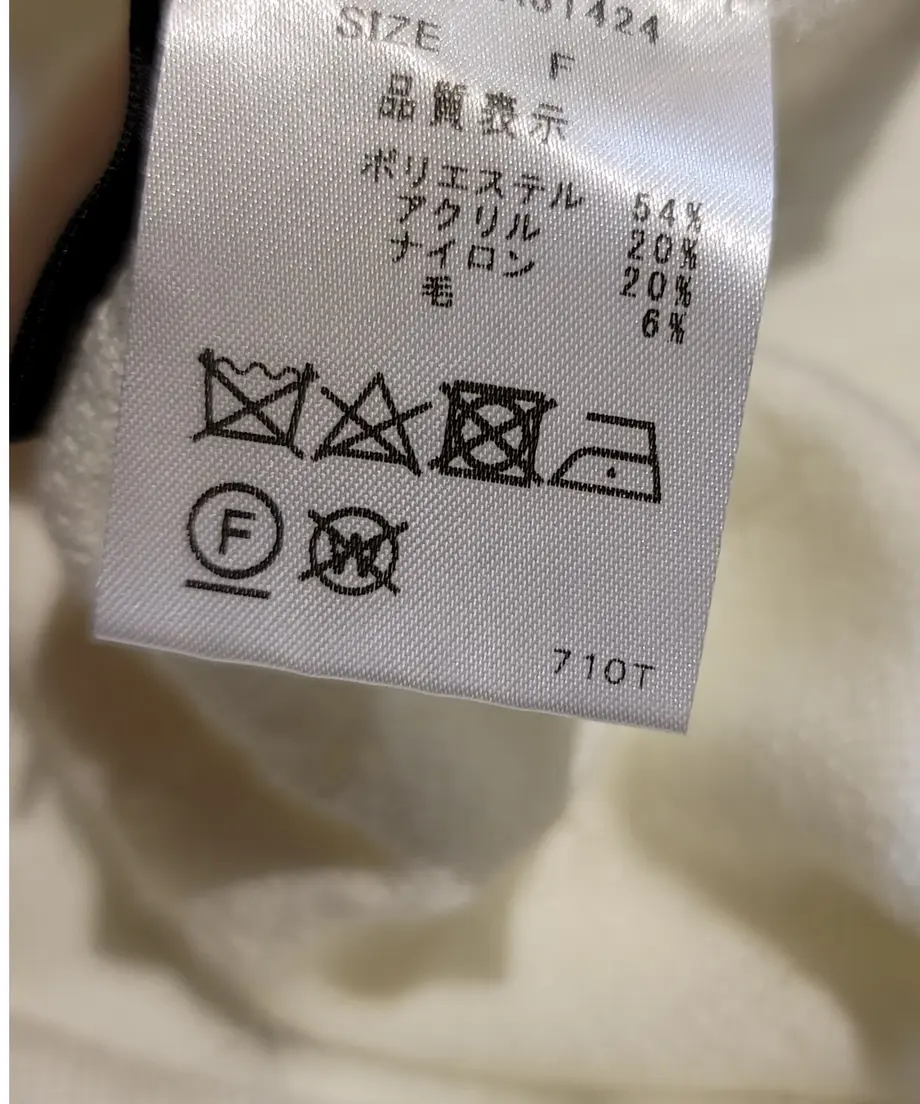 SIZE F
品質表示
ポリエステル 54%
アクリル 20%
ナイロン 20%
毛 6%
F W
710T